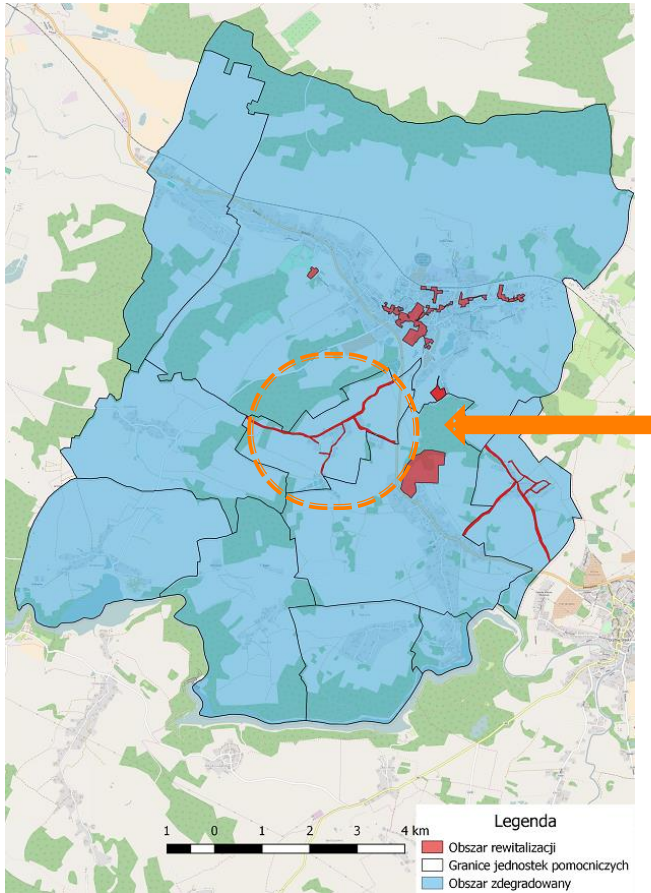 1 0 1 2 3 4 km
Legenda
Obszar rewitalizacji
Granice jednostek pomocniczych
Obszar zdegradowany